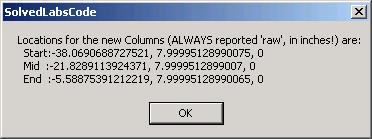 SolvedLabsCode
Locations for the new Columns (ALWAYS reported 'raw', in inches!) are:
Start:-38.0690688727521, 7.99995128990075, 0
Mid :-21.8289113924371, 7.9999512899007, 0
End :-5.58875391212219, 7.99995128990065, 0
OK